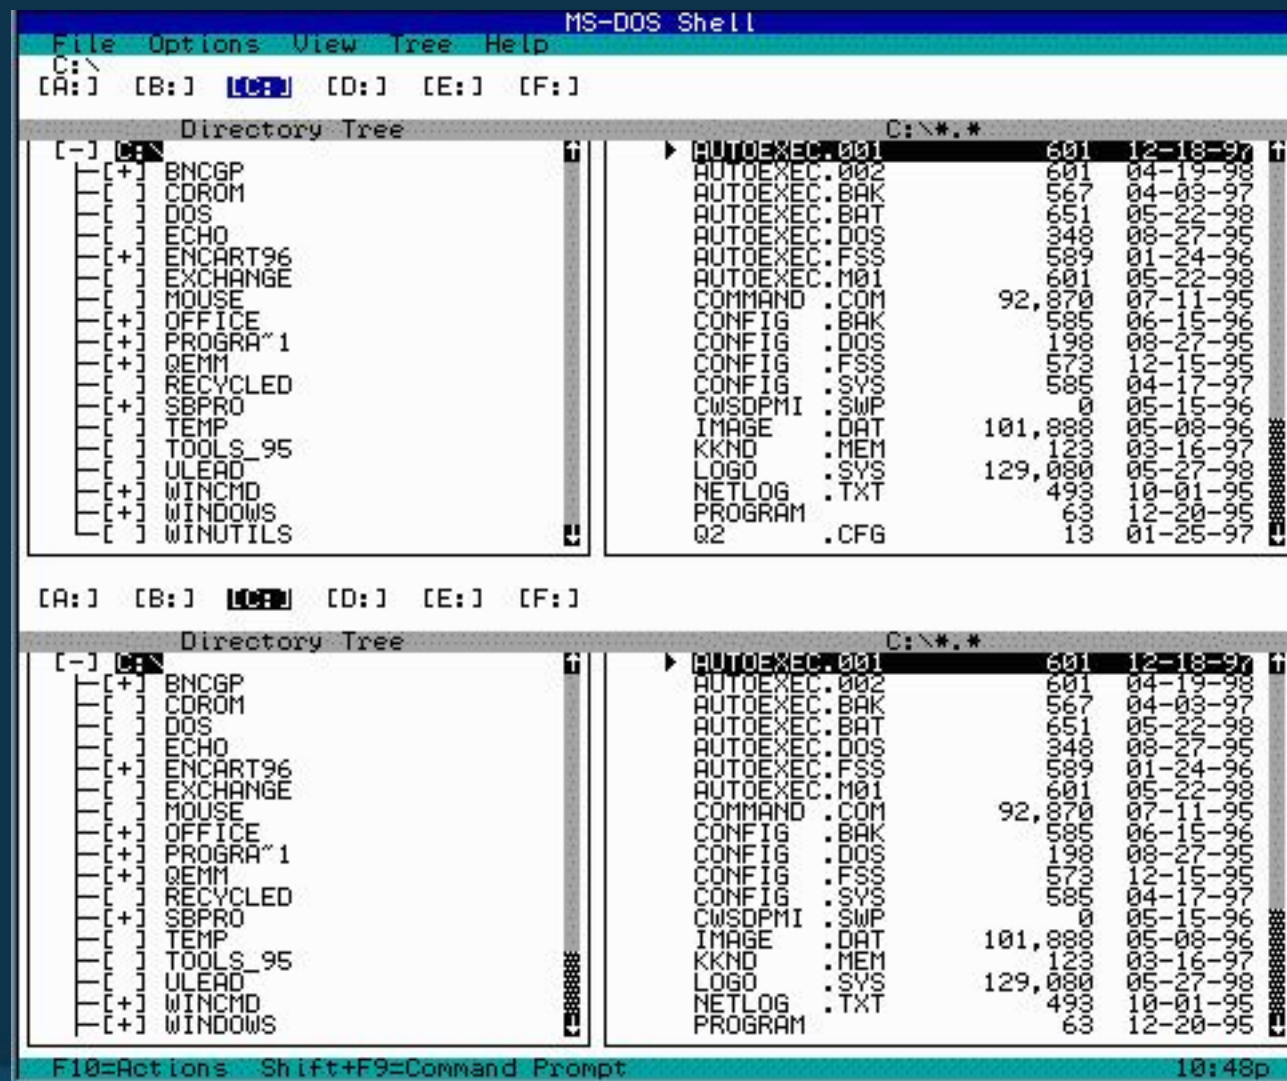 MS-DOS Shell
File Options View Tree Help
C:\
[A:] [B:] [C:] [D:] [E:] [F:]
Directory Tree C:\*.*
[-] C:\ AUTOEXEC.001 601 12-18-97
[+] BNCGP AUTOEXEC.002 601 04-19-98
[ ] CDROM AUTOEXEC.BAK 567 04-03-97
[ ] DOS AUTOEXEC.BAT 651 05-22-98
[ ] ECHO AUTOEXEC.DOS 348 08-27-95
[+] ENCART96 AUTOEXEC.FSS 589 01-24-96
[ ] EXCHANGE AUTOEXEC.M01 601 05-22-98
[ ] MOUSE COMMAND .COM 92,870 07-11-95
[+] OFFICE CONFIG .BAK 585 06-15-96
[+] PROGRA~1 CONFIG .DOS 198 08-27-95
[+] QEMM CONFIG .FSS 573 12-15-95
[ ] RECYCLED CONFIG .SYS 585 04-17-97
[+] SBPRO CWSDPMI .SWP 0 05-15-96
[ ] TEMP IMAGE .DAT 101,888 05-08-96
[ ] TOOLS_95 KKND .MEM 123 03-16-97
[ ] ULEAD LOGO .SYS 129,080 05-27-98
[+] WINCMD NETLOG .TXT 493 10-01-95
[+] WINDOWS PROGRAM 63 12-20-95
[ ] WINUTILS Q2 .CFG 13 01-25-97
[A:] [B:] [C:] [D:] [E:] [F:]
Directory Tree C:\*.*
[-] C:\ AUTOEXEC.001 601 12-18-97
[+] BNCGP AUTOEXEC.002 601 04-19-98
[ ] CDROM AUTOEXEC.BAK 567 04-03-97
[ ] DOS AUTOEXEC.BAT 651 05-22-98
[ ] ECHO AUTOEXEC.DOS 348 08-27-95
[+] ENCART96 AUTOEXEC.FSS 589 01-24-96
[ ] EXCHANGE AUTOEXEC.M01 601 05-22-98
[ ] MOUSE COMMAND .COM 92,870 07-11-95
[+] OFFICE CONFIG .BAK 585 06-15-96
[+] PROGRA~1 CONFIG .DOS 198 08-27-95
[+] QEMM CONFIG .FSS 573 12-15-95
[ ] RECYCLED CONFIG .SYS 585 04-17-97
[+] SBPRO CWSDPMI .SWP 0 05-15-96
[ ] TEMP IMAGE .DAT 101,888 05-08-96
[ ] TOOLS_95 KKND .MEM 123 03-16-97
[ ] ULEAD LOGO .SYS 129,080 05-27-98
[+] WINCMD NETLOG .TXT 493 10-01-95
[+] WINDOWS PROGRAM 63 12-20-95
F10=Actions Shift+F9=Command Prompt 10:48p